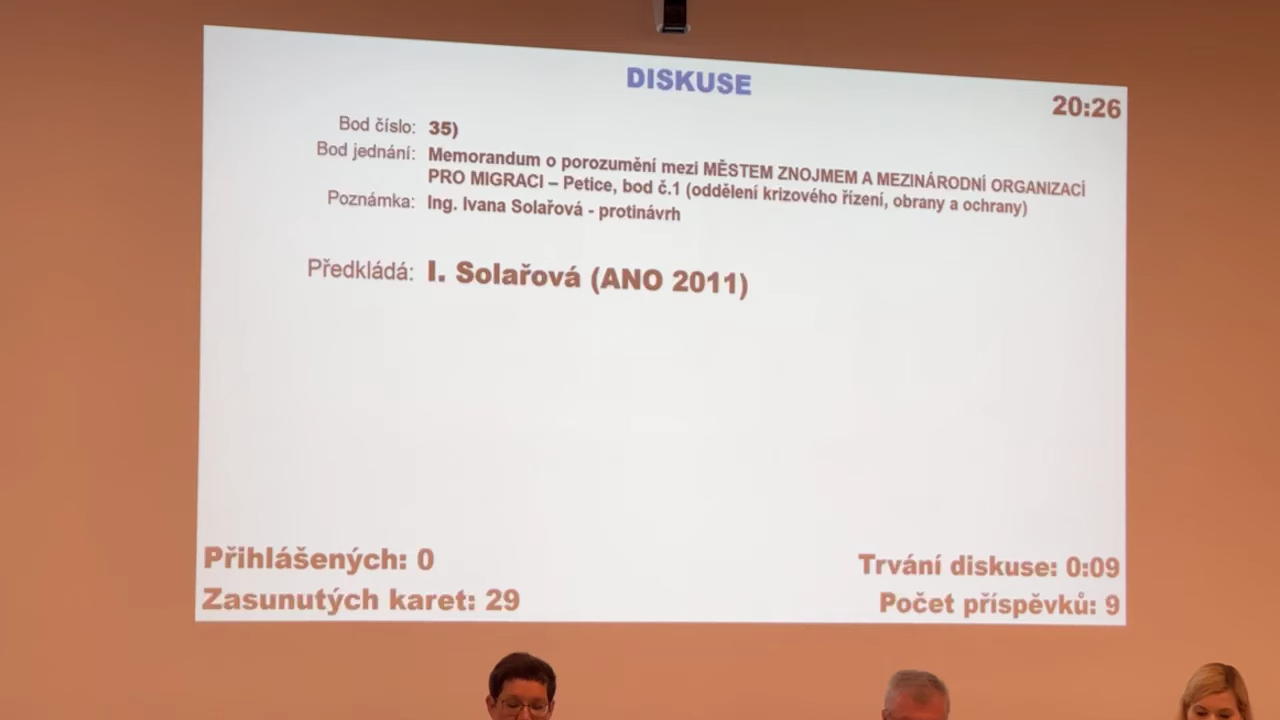 DISKUSE
20:26
Bod číslo: 35)
Bod jednání: Memorandum o porozumění mezi MĚSTEM ZNOJMEM A MEZINÁRODNÍ ORGANIZACÍ
PRO MIGRACI – Petice, bod č.1 (oddělení krizového řízení, obrany a ochrany)
Poznámka: Ing. Ivana Solařová - protinávrh
Předkládá: I. Solařová (ANO 2011)
Přihlášených: 0
Trvání diskuse: 0:09
Zasunutých karet: 29
Počet příspěvků: 9